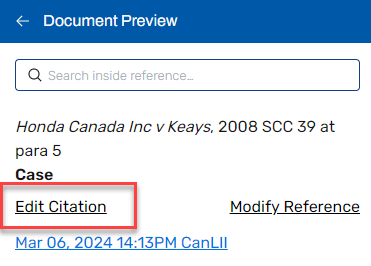 ← Document Preview
Search inside reference...
Honda Canada Inc v Keays, 2008 SCC 39 at
para 5
Case
Edit Citation Modify Reference
Mar 06, 2024 14:13PM CanLII